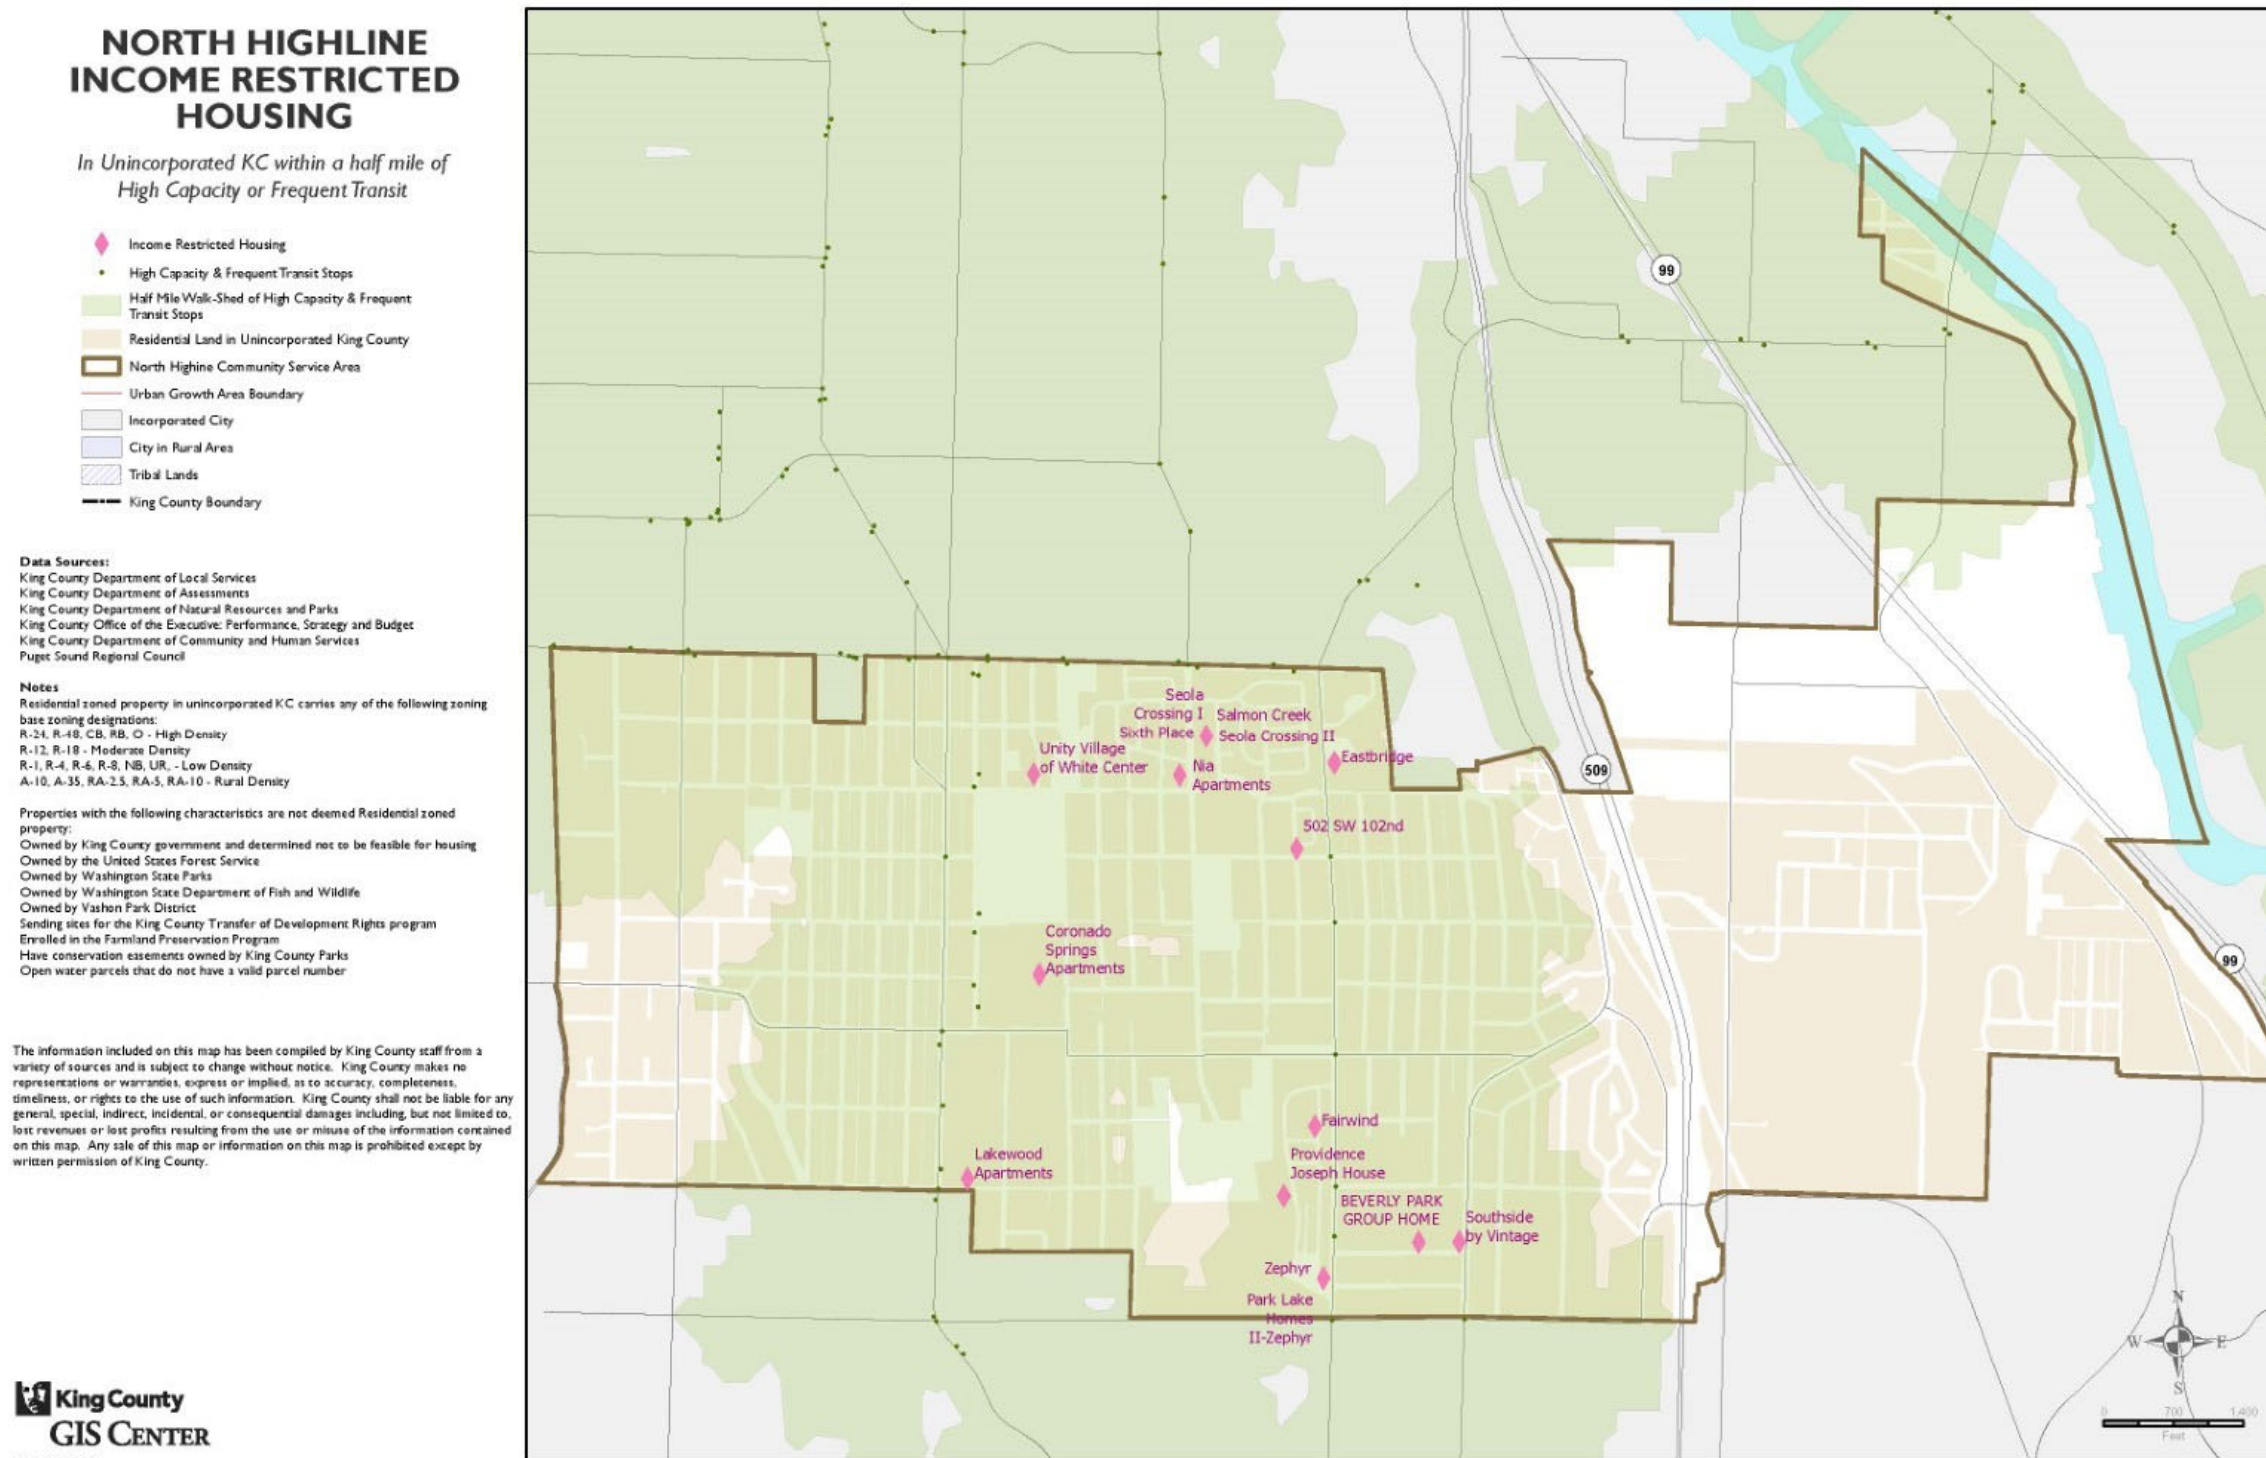 NORTH HIGHLINE
INCOME RESTRICTED
HOUSING
In Unincorporated KC within a half mile of
High Capacity or Frequent Transit
Income Restricted Housing
High Capacity & Frequent Transit Stops
Half Mile Walk-Shed of High Capacity & Frequent
Transit Stops
Residential Land in Unincorporated King County
North Highine Community Service Area
Urban Growth Area Boundary
Incorporated City
City in Rural Area
Tribal Lands
King County Boundary
Data Sources:
King County Department of Local Services
King County Department of Assessments
King County Department of Natural Resources and Parks
King County Office of the Executive: Performance, Strategy and Budget
King County Department of Community and Human Services
Puget Sound Regional Council
Notes
Residential zoned property in unincorporated KC carries any of the following zoning
base zoning designations:
R-24, R-48, CB, RB, O - High Density
R-12, R-18 - Moderate Density
R-1, R-4, R-6, R-8, NB, UR, - Low Density
A-10, A-35, RA-2.5, RA-5, RA-10 - Rural Density
Properties with the following characteristics are not deemed Residential zoned
property:
Owned by King County government and determined not to be feasible for housing
Owned by the United States Forest Service
Owned by Washington State Parks
Owned by Washington State Department of Fish and Wildlife
Owned by Vashon Park District
Sending sites for the King County Transfer of Development Rights program
Enrolled in the Farmland Preservation Program
Have conservation easements owned by King County Parks
Open water parcels that do not have a valid parcel number
The information included on this map has been compiled by King County staff from a
variety of sources and is subject to change without notice. King County makes no
representations or warranties, express or implied, as to accuracy, completeness,
timeliness, or rights to the use of such information. King County shall not be liable for any
general, special, indirect, incidental, or consequential damages including, but not limited to,
lost revenues or lost profits resulting from the use or misuse of the information contained
on this map. Any sale of this map or information on this map is prohibited except by
written permission of King County.
King County
GIS CENTER
99
509
99
Seola
Crossing I
Sixth Place
Salmon Creek
Seola Crossing II
Unity Village
of White Center
Nia
Apartments
Eastbridge
502 SW 102nd
Coronado
Springs
Apartments
Fairwind
Lakewood
Apartments
Providence
Joseph House
BEVERLY PARK
GROUP HOME
Southside
by Vintage
Zephyr
Park Lake
Homes
II-Zephyr
N
W
E
S
0 700 1,400
Feet